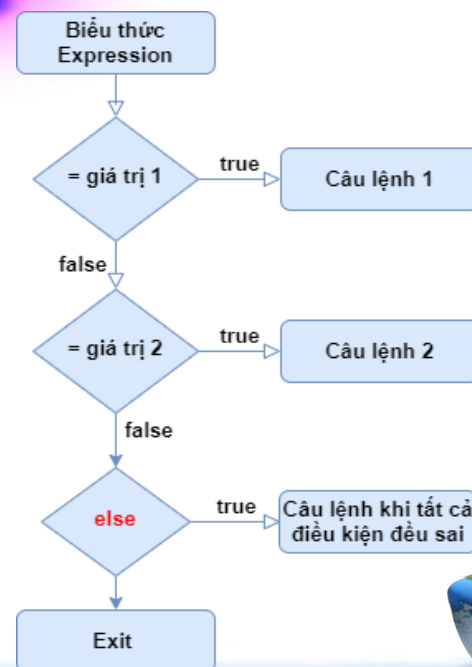 Biểu thức
Expression
= giá trị 1
true
Câu lệnh 1
false
= giá trị 2
true
Câu lệnh 2
false
else
true
Câu lệnh khi tất cả
điều kiện đều sai
Exit